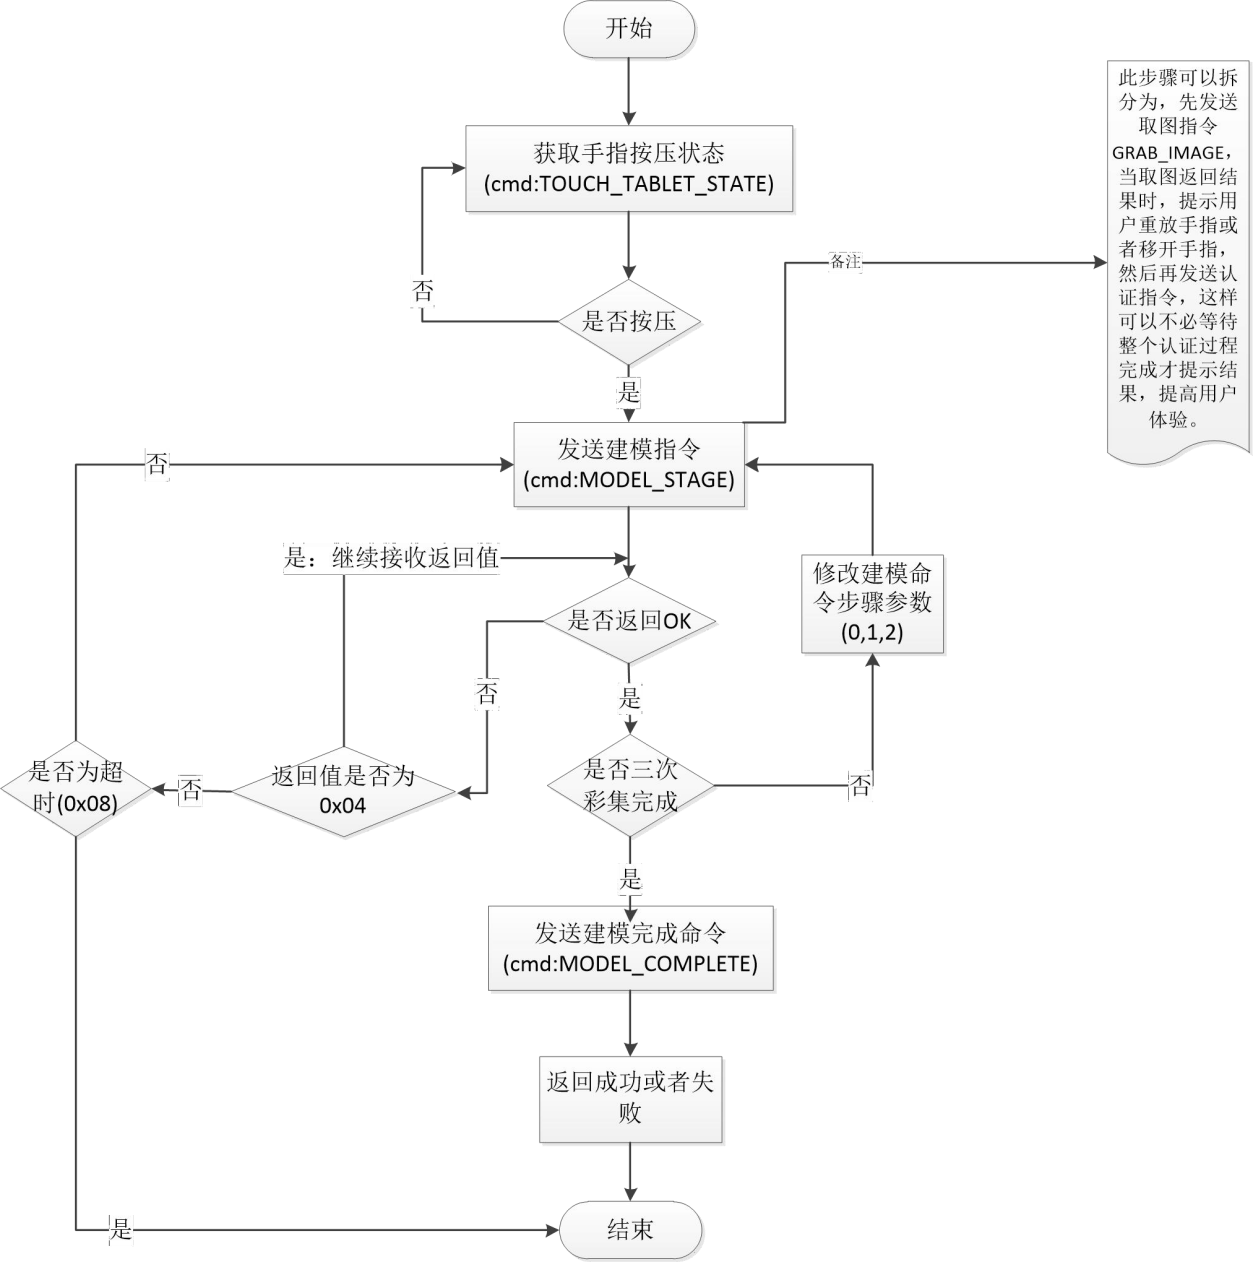 开始
获取手指按压状态
(cmd:TOUCH_TABLET_STATE)
否
是否按压
是
备注
此步骤可以拆
分为，先发送
取图指令
GRAB_IMAGE，
当取图返回结
果时，提示用
户重放手指或
者移开手指，
然后再发送认
证指令，这样
可以不必等待
整个认证过程
完成才提示结
果，提高用户
体验。
发送建模指令
(cmd:MODEL_STAGE)
否
是：继续接收返回值
是否返回OK
修改建模命
令步骤参数
(0,1,2)
否
是
是否为超
时(0x08)
否
返回值是否为
0x04
是否三次
彩集完成
否
是
发送建模完成命令
(cmd:MODEL_COMPLETE)
返回成功或者失
败
是
结束